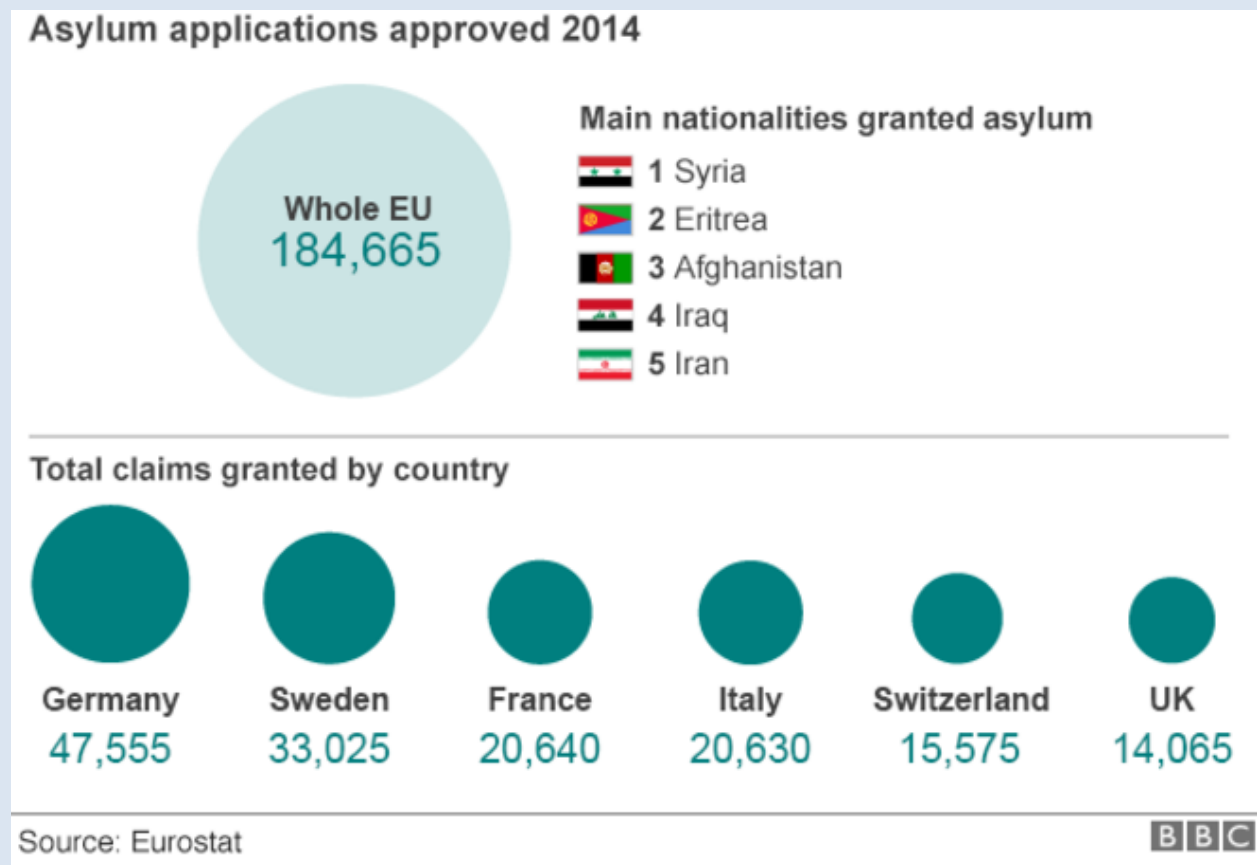 Asylum applications approved 2014
Whole EU
184,665
Main nationalities granted asylum
1 Syria
2 Eritrea
3 Afghanistan
4 Iraq
5 Iran
Total claims granted by country
Germany Sweden France Italy Switzerland UK
47,555 33,025 20,640 20,630 15,575 14,065
Source: Eurostat BBC